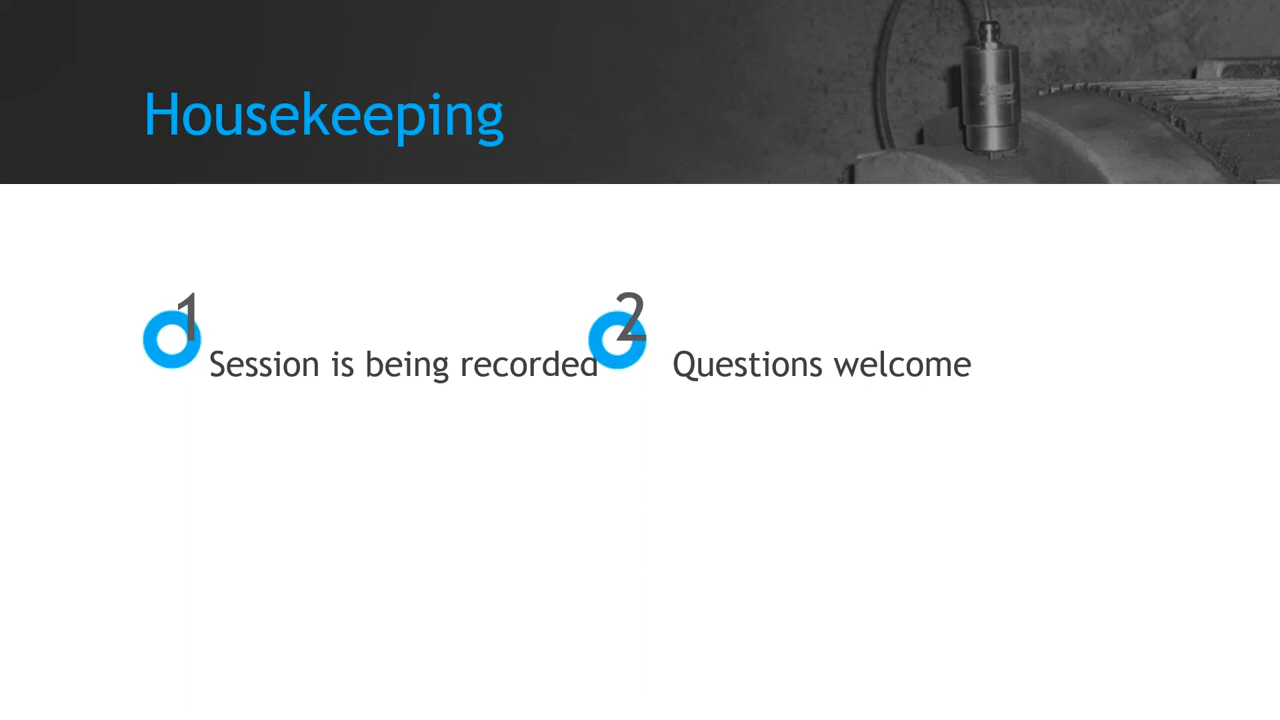 Housekeeping
1
Session is being recorded
2
Questions welcome